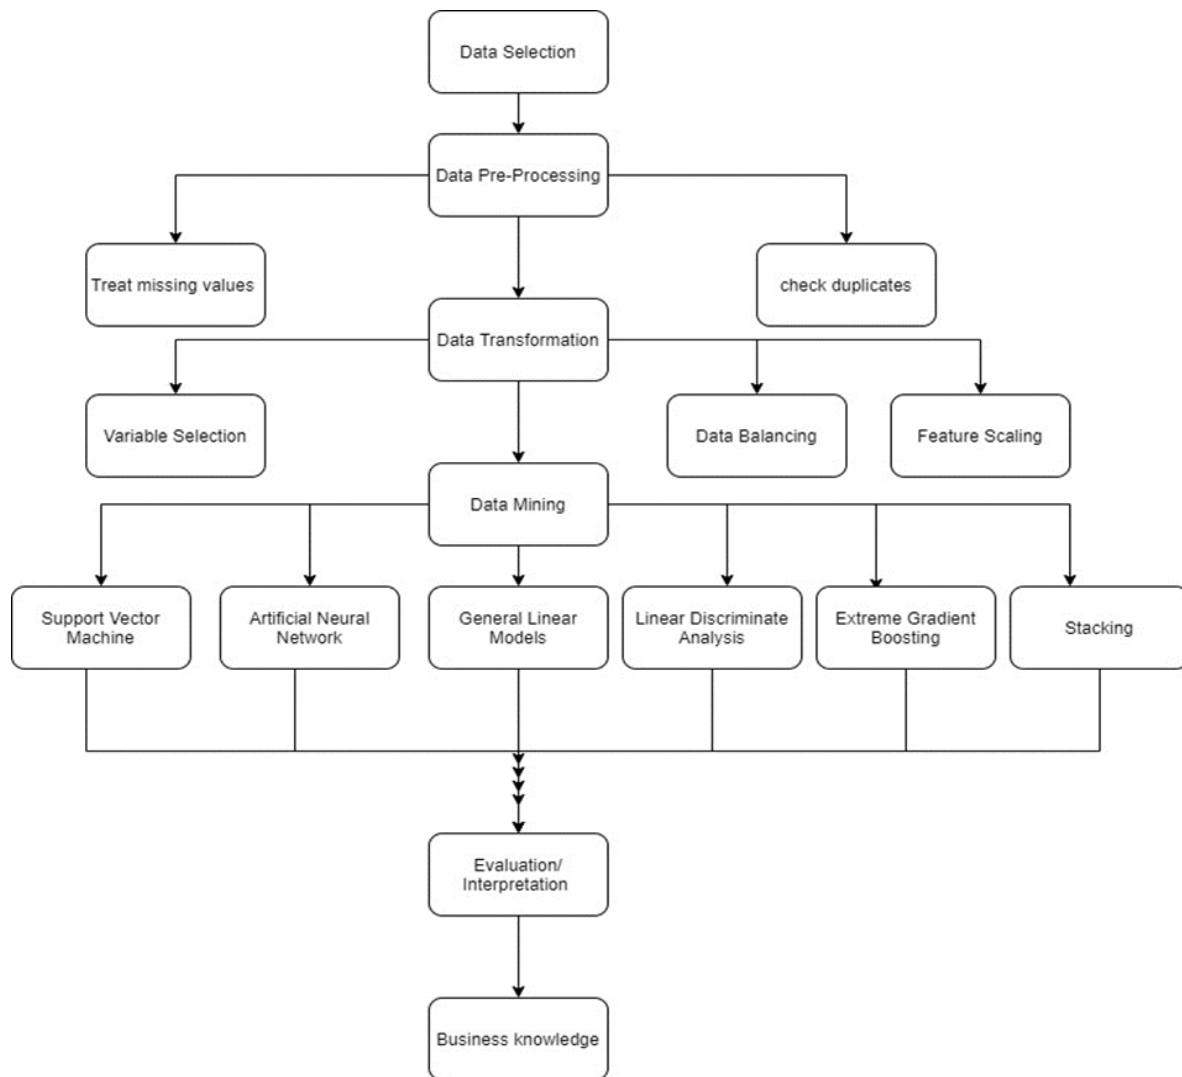 Data Selection
Data Pre-Processing
Treat missing values
check duplicates
Data Transformation
Variable Selection
Data Balancing
Feature Scaling
Data Mining
Support Vector
Machine
Artificial Neural
Network
General Linear
Models
Linear Discriminate
Analysis
Extreme Gradient
Boosting
Stacking
Evaluation/
Interpretation
Business knowledge